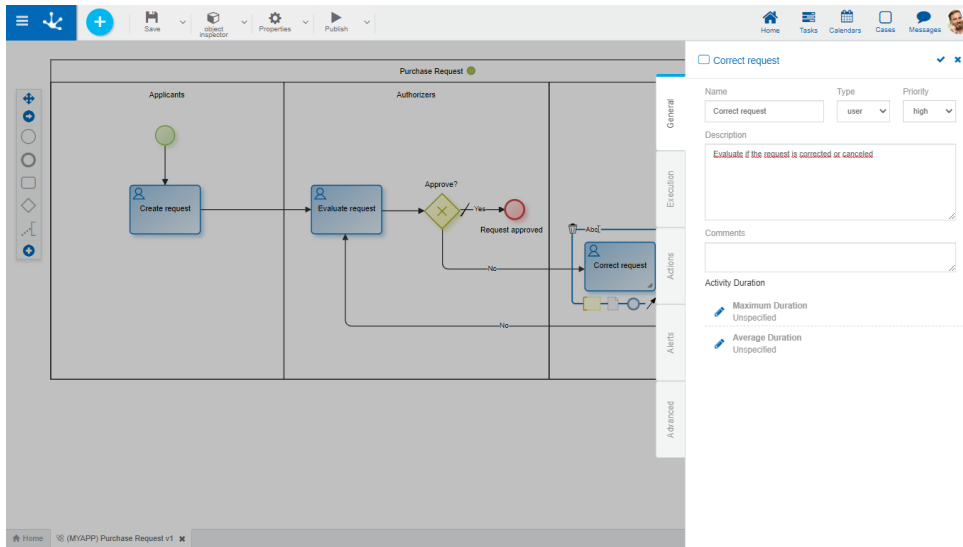 Save
object
inspector
Properties
Publish
Home
Tasks
Calendars
Cases
Messages
Purchase Request
Applicants
Authorizers
Create request
Evaluate request
Approve?
Yes
Request approved
No
Abc
Correct request
No
General
Execution
Actions
Alerts
Advanced
Correct request
Name
Type
Priority
Correct request
user
high
Description
Evaluate if the request is corrected or canceled
Comments
Activity Duration
Maximum Duration
Unspecified
Average Duration
Unspecified
Home
(MYAPP) Purchase Request v1